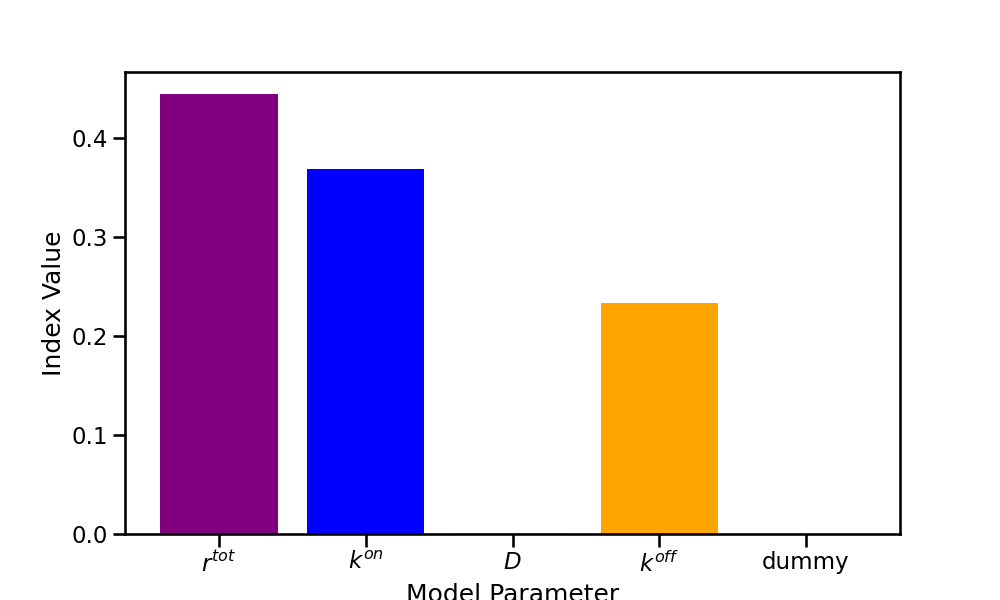 Index Value
0.4
0.3
0.2
0.1
0.0
r^{tot} k^{on} D k^{off} dummy
Model Parameter